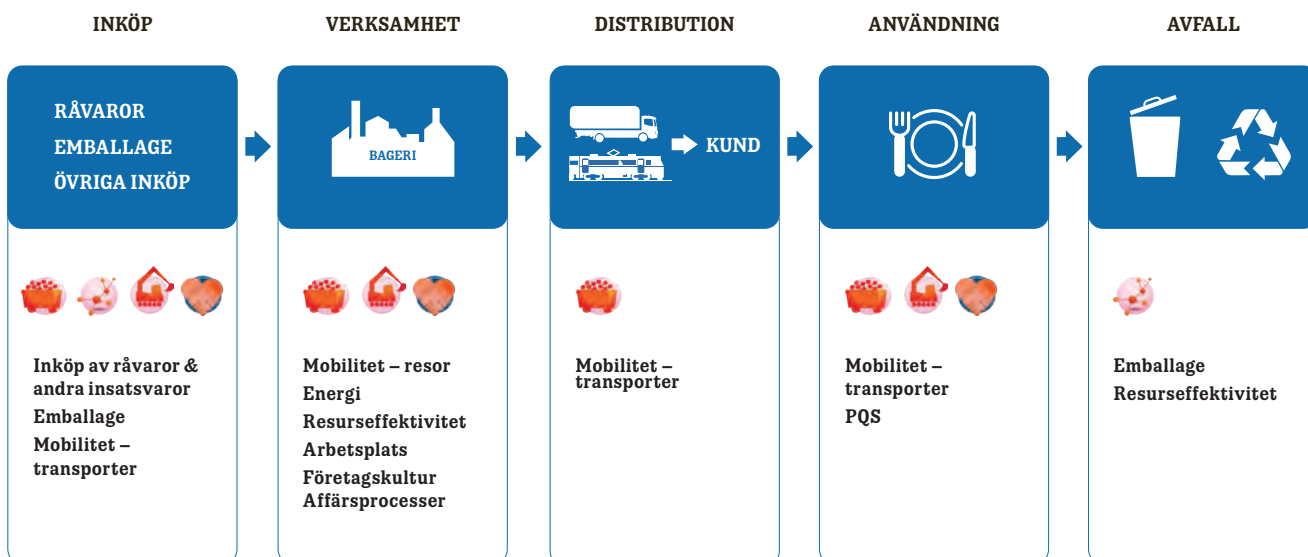 INKÖP
VERKSAMHET
DISTRIBUTION
ANVÄNDNING
AVFALL
RÅVAROR
EMBALLAGE
ÖVRIGA INKÖP
BAGERI
KUND
Inköp av råvaror &
andra insatsvaror
Emballage
Mobilitet –
transporter
Mobilitet – resor
Energi
Resurseffektivitet
Arbetsplats
Företagskultur
Affärsprocesser
Mobilitet –
transporter
Mobilitet –
transporter
PQS
Emballage
Resurseffektivitet